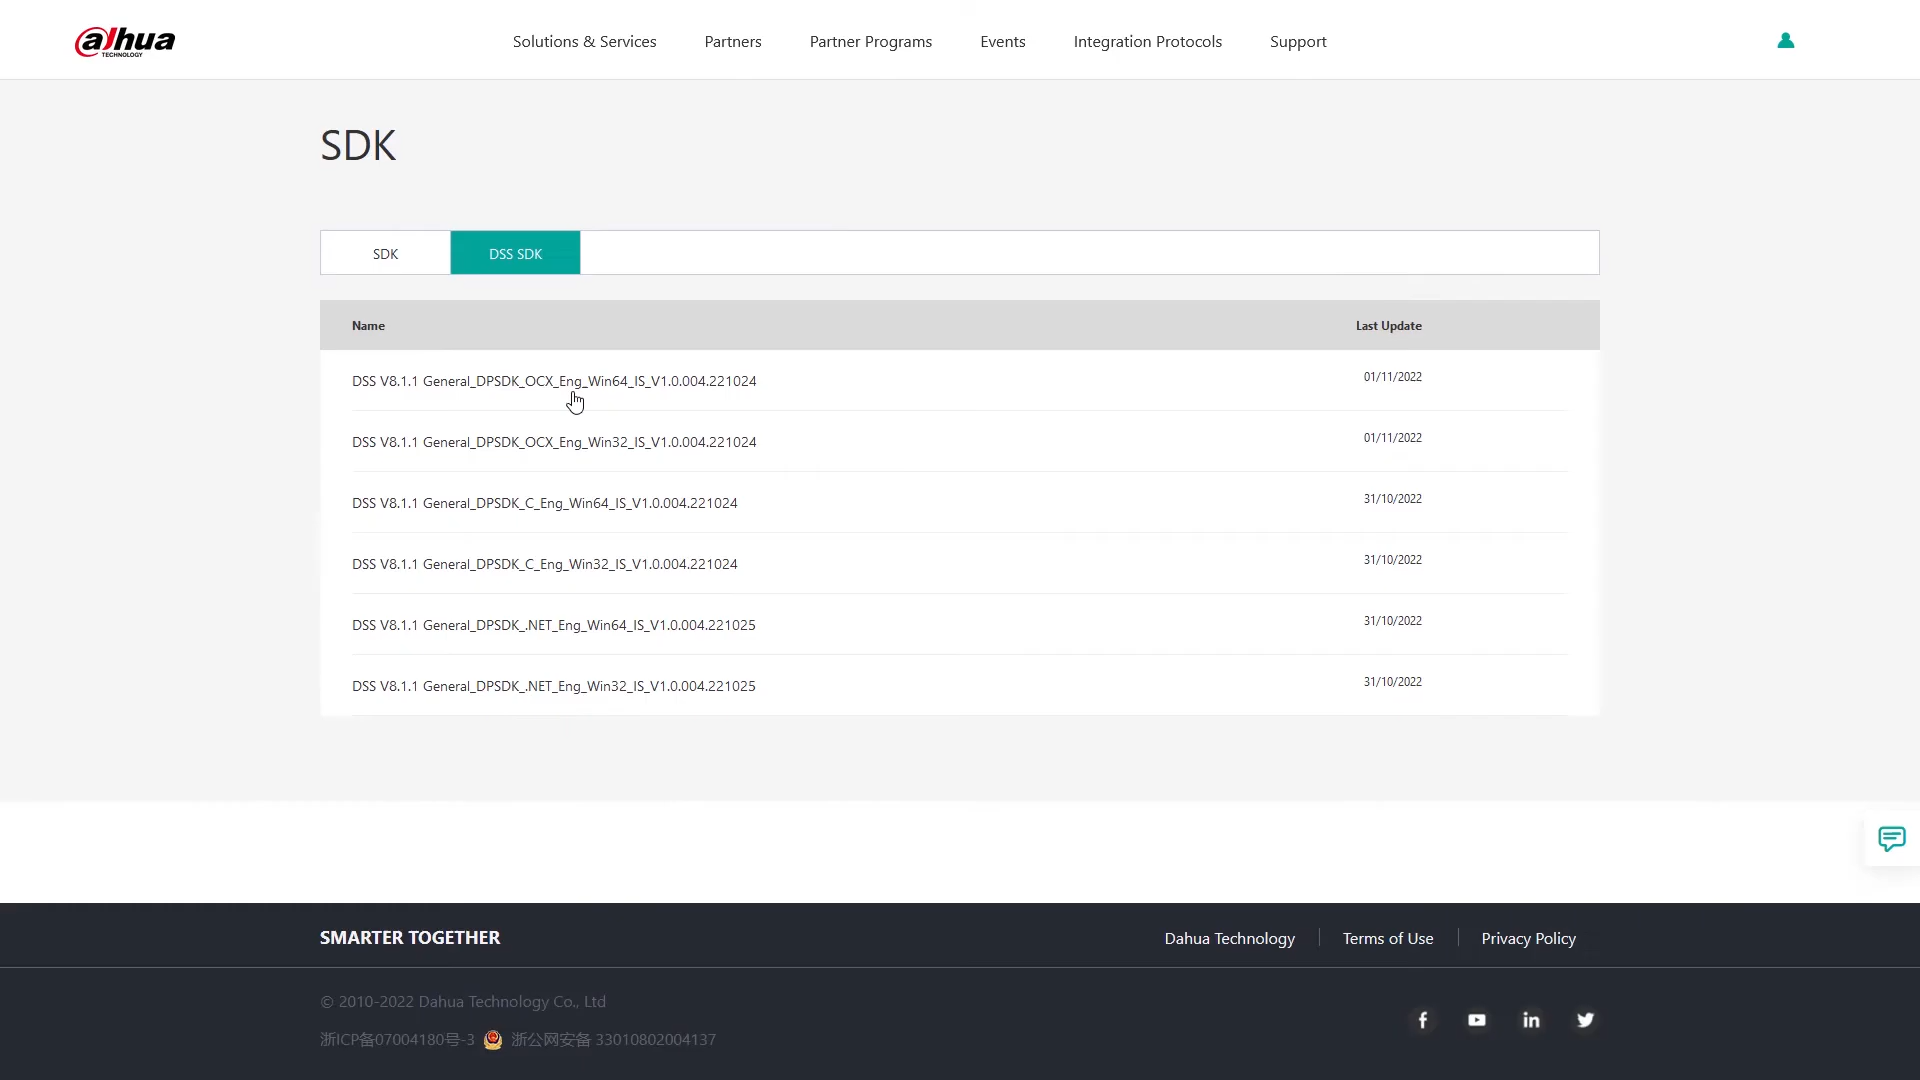 alhua
TECHNOLOGY
Solutions & Services
Partners
Partner Programs
Events
Integration Protocols
Support
SDK
SDK
DSS SDK
Name
Last Update
DSS V8.1.1 General_DPSDK_OCX_Eng_Win64_IS_V1.0.004.221024
01/11/2022
DSS V8.1.1 General_DPSDK_OCX_Eng_Win32_IS_V1.0.004.221024
01/11/2022
DSS V8.1.1 General_DPSDK_C_Eng_Win64_IS_V1.0.004.221024
31/10/2022
DSS V8.1.1 General_DPSDK_C_Eng_Win32_IS_V1.0.004.221024
31/10/2022
DSS V8.1.1 General_DPSDK_.NET_Eng_Win64_IS_V1.0.004.221025
31/10/2022
DSS V8.1.1 General_DPSDK_.NET_Eng_Win32_IS_V1.0.004.221025
31/10/2022
SMARTER TOGETHER
Dahua Technology
Terms of Use
Privacy Policy
© 2010-2022 Dahua Technology Co., Ltd
浙ICP备07004180号-3 浙公网安备 33010802004137